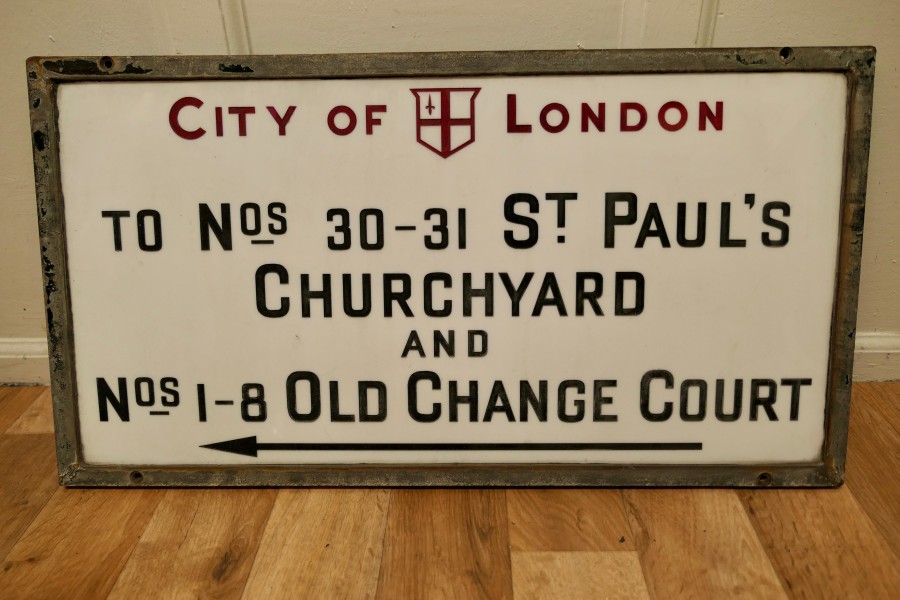 CITY OF LONDON
TO NOS 30-31 ST PAUL'S
CHURCHYARD
AND
NOS 1-8 OLD CHANGE COURT